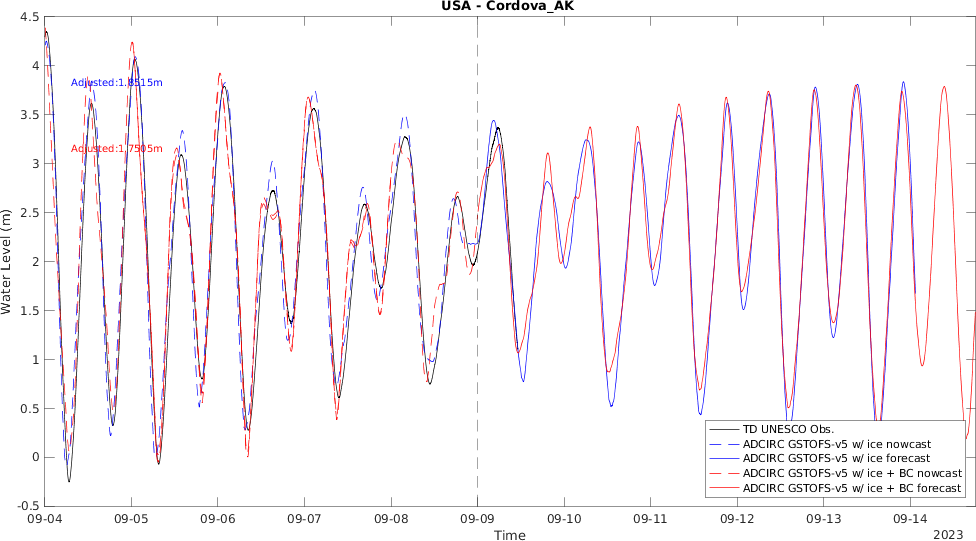 USA - Cordova_AK
4.5
4
3.5
3
2.5
2
1.5
1
0.5
0
-0.5
Water Level (m)
Adjusted:1.8515m
Adjusted:1.7505m
TD UNESCO Obs.
ADCIRC GSTOFS-v5 w/ ice nowcast
ADCIRC GSTOFS-v5 w/ ice forecast
ADCIRC GSTOFS-v5 w/ ice + BC nowcast
ADCIRC GSTOFS-v5 w/ ice + BC forecast
09-04 09-05 09-06 09-07 09-08 09-09 09-10 09-11 09-12 09-13 09-14
Time
2023